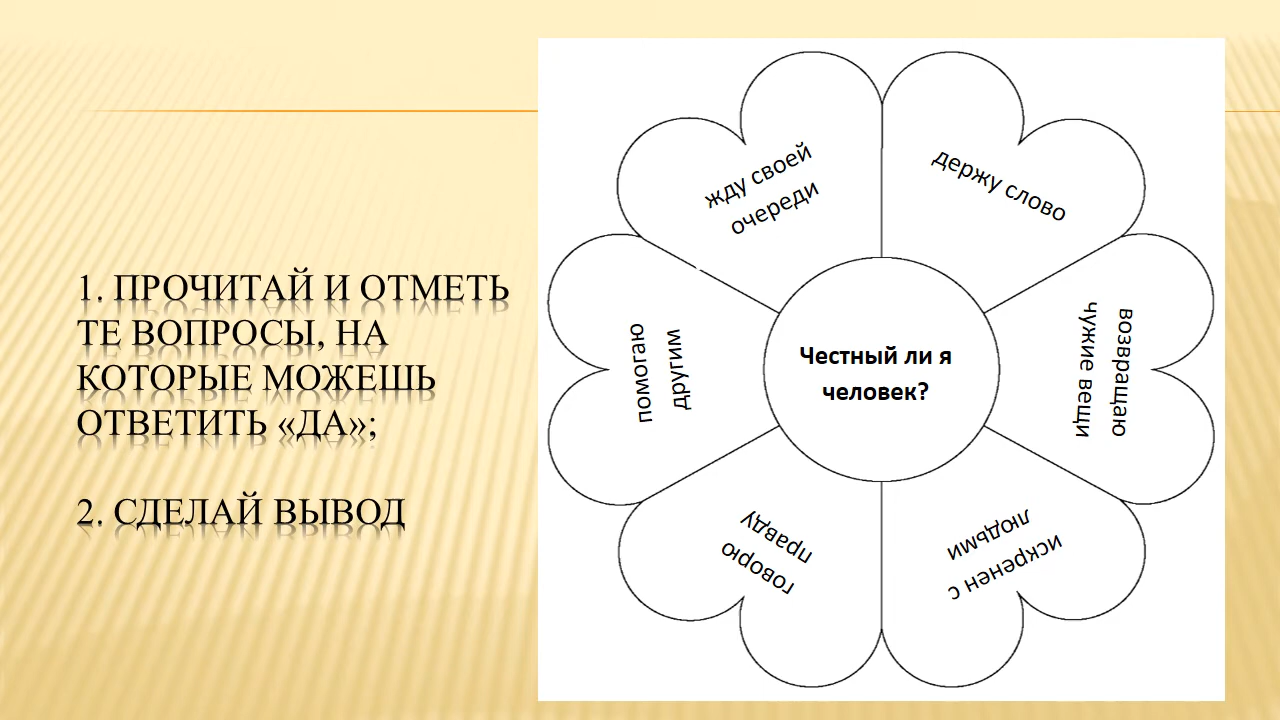 1. ПРОЧИТАЙ И ОТМЕТЬ
ТЕ ВОПРОСЫ, НА
КОТОРЫЕ МОЖЕШЬ
ОТВЕТИТЬ «ДА»;
2. СДЕЛАЙ ВЫВОД
жду своей
очереди
держу слово
возвращаю
чужие вещи
искренен с
людьми
говорю
правду
помогаю
другим
Честный ли я
человек?